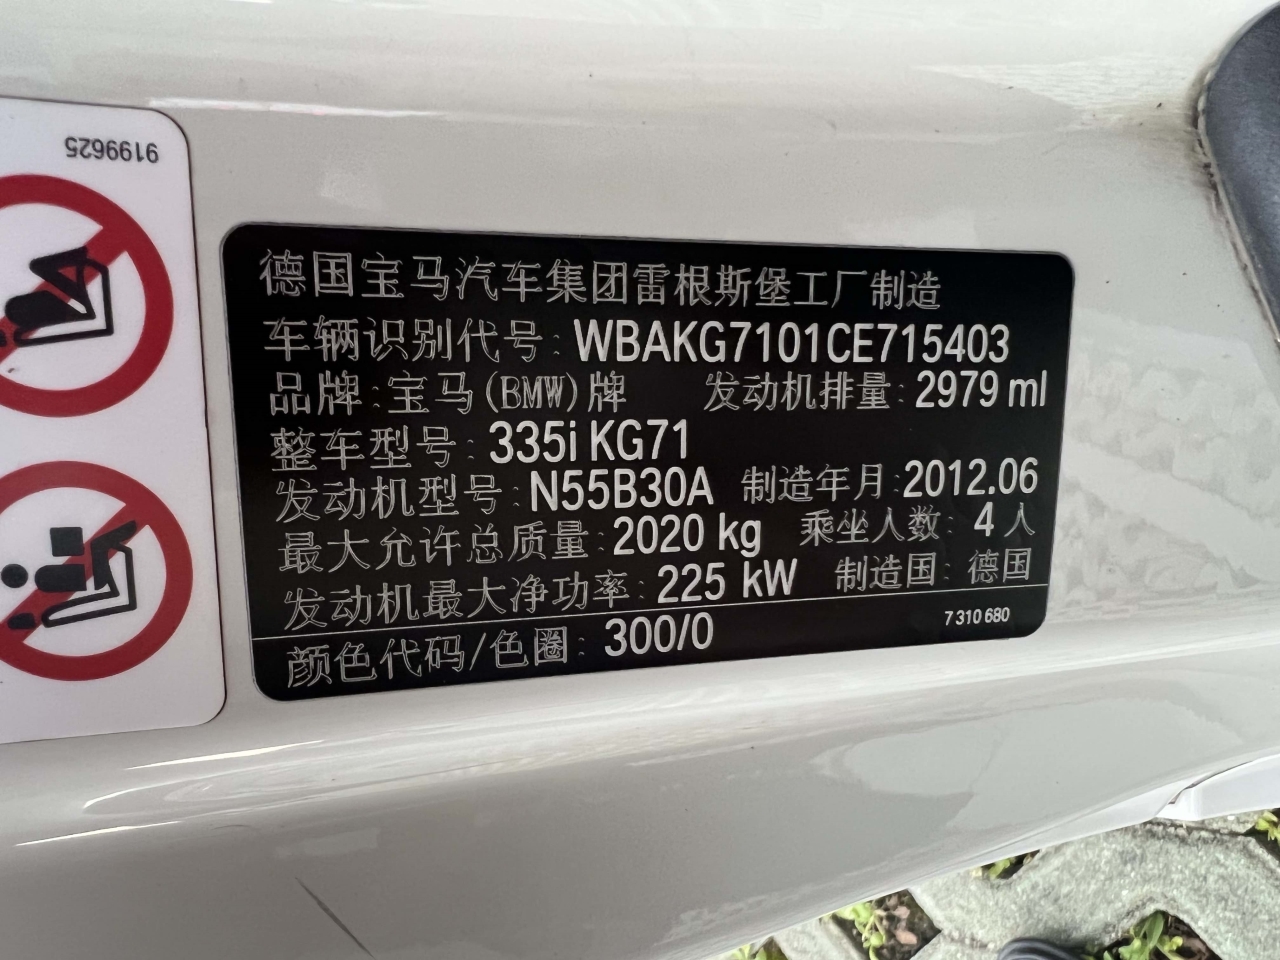 9199625
德国宝马汽车集团雷根斯堡工厂制造
车辆识别代号: WBAKG7101CE715403
品牌:宝马(BMW)牌 发动机排量: 2979 ml
整车型号: 335i KG71
发动机型号: N55B30A 制造年月: 2012.06
最大允许总质量: 2020 kg 乘坐人数: 4 人
发动机最大净功率: 225 kW 制造国: 德国
颜色代码/色圈: 300/0 7 310 680